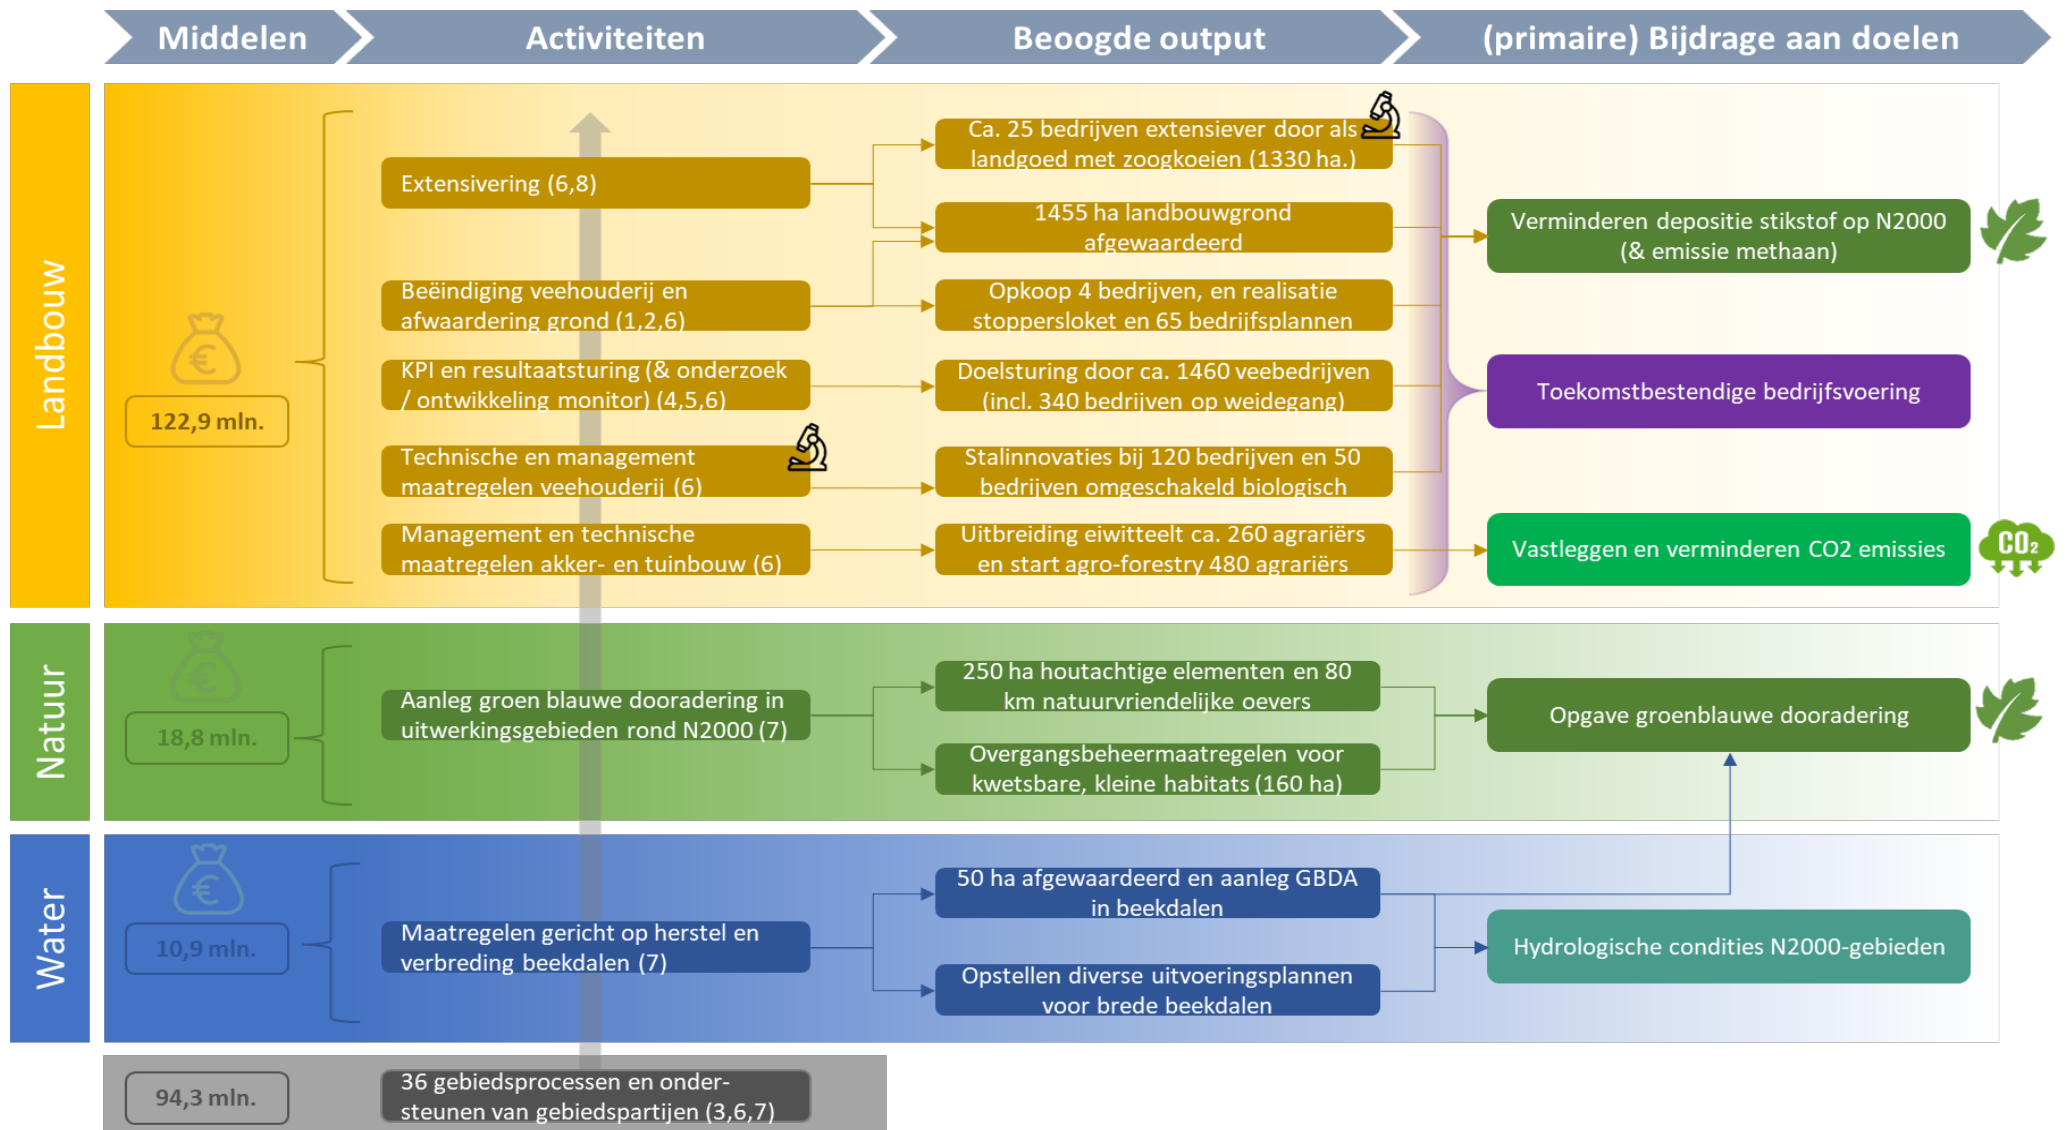 Middelen
Activiteiten
Beoogde output
(primaire) Bijdrage aan doelen
Landbouw
€
122,9 mln.
Extensivering (6,8)
Beëindiging veehouderij en
afwaardering grond (1,2,6)
KPI en resultaatsturing (& onderzoek
/ ontwikkeling monitor) (4,5,6)
Technische en management
maatregelen veehouderij (6)
Management en technische
maatregelen akker- en tuinbouw (6)
Ca. 25 bedrijven extensiever door als
landgoed met zoogkoeien (1330 ha.)
1455 ha landbouwgrond
afgewaardeerd
Opkoop 4 bedrijven, en realisatie
stoppersloket en 65 bedrijfsplannen
Doelsturing door ca. 1460 veebedrijven
(incl. 340 bedrijven op weidegang)
Stalinnovaties bij 120 bedrijven en 50
bedrijven omgeschakeld biologisch
Uitbreiding eiwitteelt ca. 260 agrariërs
en start agro-forestry 480 agrariërs
Verminderen depositie stikstof op N2000
(& emissie methaan)
Toekomstbestendige bedrijfsvoering
Vastleggen en verminderen CO2 emissies
CO2
Natuur
€
18,8 mln.
Aanleg groen blauwe dooradering in
uitwerkingsgebieden rond N2000 (7)
250 ha houtachtige elementen en 80
km natuurvriendelijke oevers
Overgangsbeheermaatregelen voor
kwetsbare, kleine habitats (160 ha)
Opgave groenblauwe dooradering
Water
€
10,9 mln.
Maatregelen gericht op herstel en
verbreding beekdalen (7)
50 ha afgewaardeerd en aanleg GBDA
in beekdalen
Opstellen diverse uitvoeringsplannen
voor brede beekdalen
Hydrologische condities N2000-gebieden
94,3 mln.
36 gebiedsprocessen en onder-
steunen van gebiedspartijen (3,6,7)